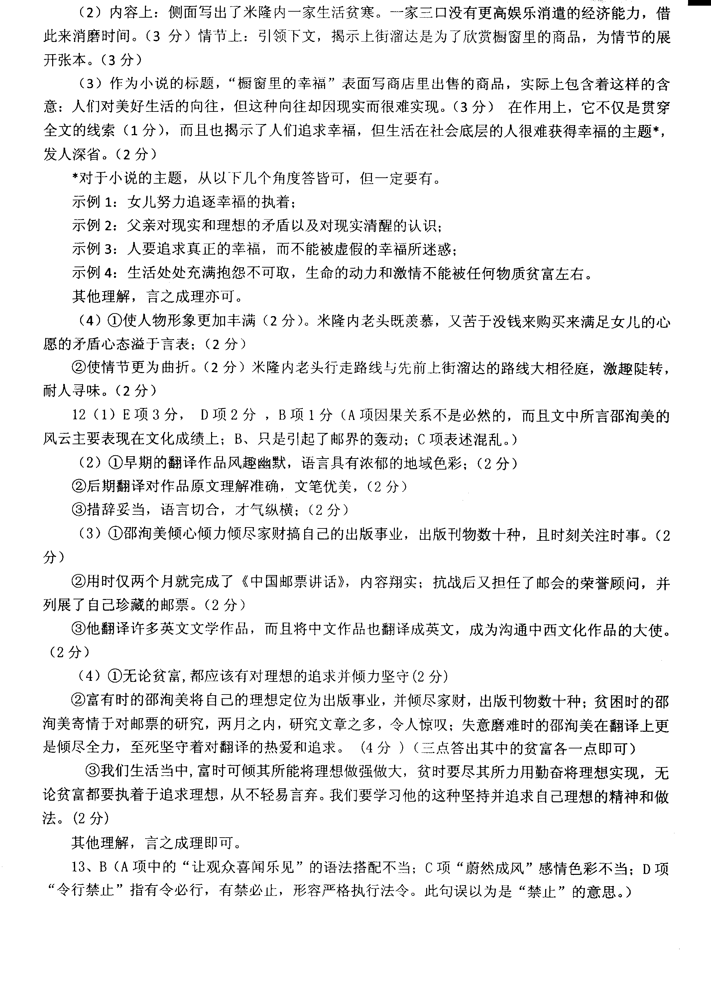 （2）内容上：侧面写出了米隆内一家生活贫寒。一家三口没有更高娱乐消遣的经济能力，借
此来消磨时间。（3 分）情节上：引领下文，揭示上街溜达是为了欣赏橱窗里的商品，为情节的展
开张本。（3 分）
（3）作为小说的标题，“橱窗里的幸福”表面写商店里出售的商品，实际上包含着这样的含
意：人们对美好生活的向往，但这种向往却因现实而很难实现。（3 分） 在作用上，它不仅是贯穿
全文的线索（1 分），而且也揭示了人们追求幸福，但生活在社会底层的人很难获得幸福的主题*，
发人深省。（2 分）
*对于小说的主题，从以下几个角度答皆可，但一定要有。
示例 1：女儿努力追逐幸福的执着；
示例 2：父亲对现实和理想的矛盾以及对现实清醒的认识；
示例 3：人要追求真正的幸福，而不能被虚假的幸福所迷惑；
示例 4：生活处处充满抱怨不可取，生命的动力和激情不能被任何物质贫富左右。
其他理解，言之成理亦可。
（4）①使人物形象更加丰满（2 分）。米隆内老头既羡慕，又苦于没钱来购买来满足女儿的心
愿的矛盾心态溢于言表；（2 分）
②使情节更为曲折。（2 分）米隆内老头行走路线与先前上街溜达的路线大相径庭，激趣陡转，
耐人寻味。（2 分）
12（1）E 项 3 分， D 项 2 分 ，B 项 1 分（A 项因果关系不是必然的，而且文中所言邵洵美的
风云主要表现在文化成绩上；B、只是引起了邮界的轰动；C 项表述混乱。）
（2）①早期的翻译作品风趣幽默，语言具有浓郁的地域色彩；（2 分）
②后期翻译对作品原文理解准确，文笔优美，（2 分）
③措辞妥当，语言切合，才气纵横；（2 分）
（3）①邵洵美倾心倾力倾尽家财搞自己的出版事业，出版刊物数十种，且时刻关注时事。（2
分）
②用时仅两个月就完成了《中国邮票讲话》，内容翔实；抗战后又担任了邮会的荣誉顾问，并
列展了自己珍藏的邮票。（2 分）
③他翻译许多英文文学作品，而且将中文作品也翻译成英文，成为沟通中西文化作品的大使。
（2 分）
（4）①无论贫富,都应该有对理想的追求并倾力坚守(2 分)
②富有时的邵洵美将自己的理想定位为出版事业，并倾尽家财，出版刊物数十种；贫困时的邵
洵美寄情于对邮票的研究，两月之内，研究文章之多，令人惊叹；失意磨难时的邵洵美在翻译上更
是倾尽全力，至死坚守着对翻译的热爱和追求。 (4 分 )（三点答出其中的贫富各一点即可）
③我们生活当中,富时可倾其所能将理想做强做大，贫时要尽其所力用勤奋将理想实现，无
论贫富都要执着于追求理想，从不轻易言弃。我们要学习他的这种坚持并追求自己理想的精神和做
法。(2 分)
其他理解，言之成理即可。
13、B（A 项中的“让观众喜闻乐见”的语法搭配不当；C 项“蔚然成风”感情色彩不当；D 项
“令行禁止”指有令必行，有禁必止，形容严格执行法令。此句误以为是“禁止”的意思。）